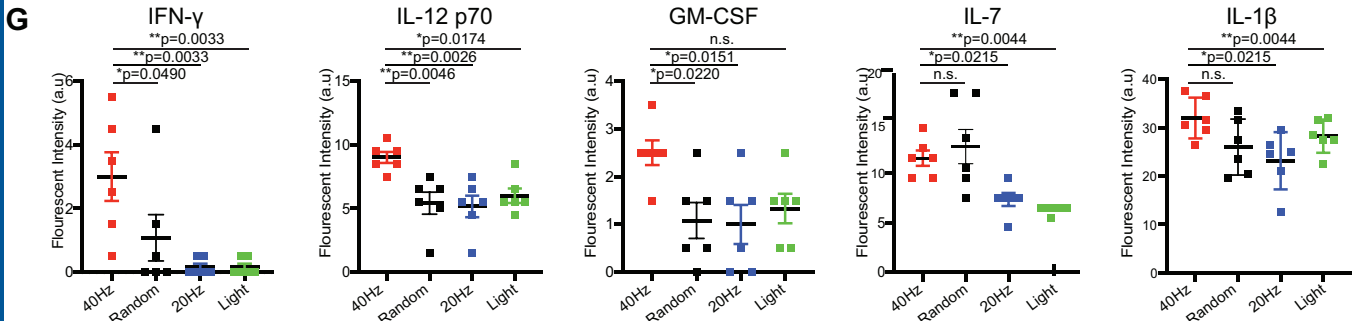 G
IFN-γ
**p=0.0033
**p=0.0033
*p=0.0490
Flourescent Intensity (a.u)
6
4
2
0
40Hz
Random
20Hz
Light
IL-12 p70
*p=0.0174
**p=0.0026
**p=0.0046
Flourescent Intensity (a.u)
15
10
5
0
40Hz
Random
20Hz
Light
GM-CSF
n.s.
*p=0.0151
*p=0.0220
Flourescent Intensity (a.u)
4
3
2
1
0
40Hz
Random
20Hz
Light
IL-7
**p=0.0044
*p=0.0215
n.s.
Flourescent Intensity (a.u)
20
15
10
5
0
40Hz
Random
20Hz
Light
IL-1β
**p=0.0044
*p=0.0215
n.s.
Flourescent Intensity (a.u)
40
30
20
10
0
40Hz
Random
20Hz
Light